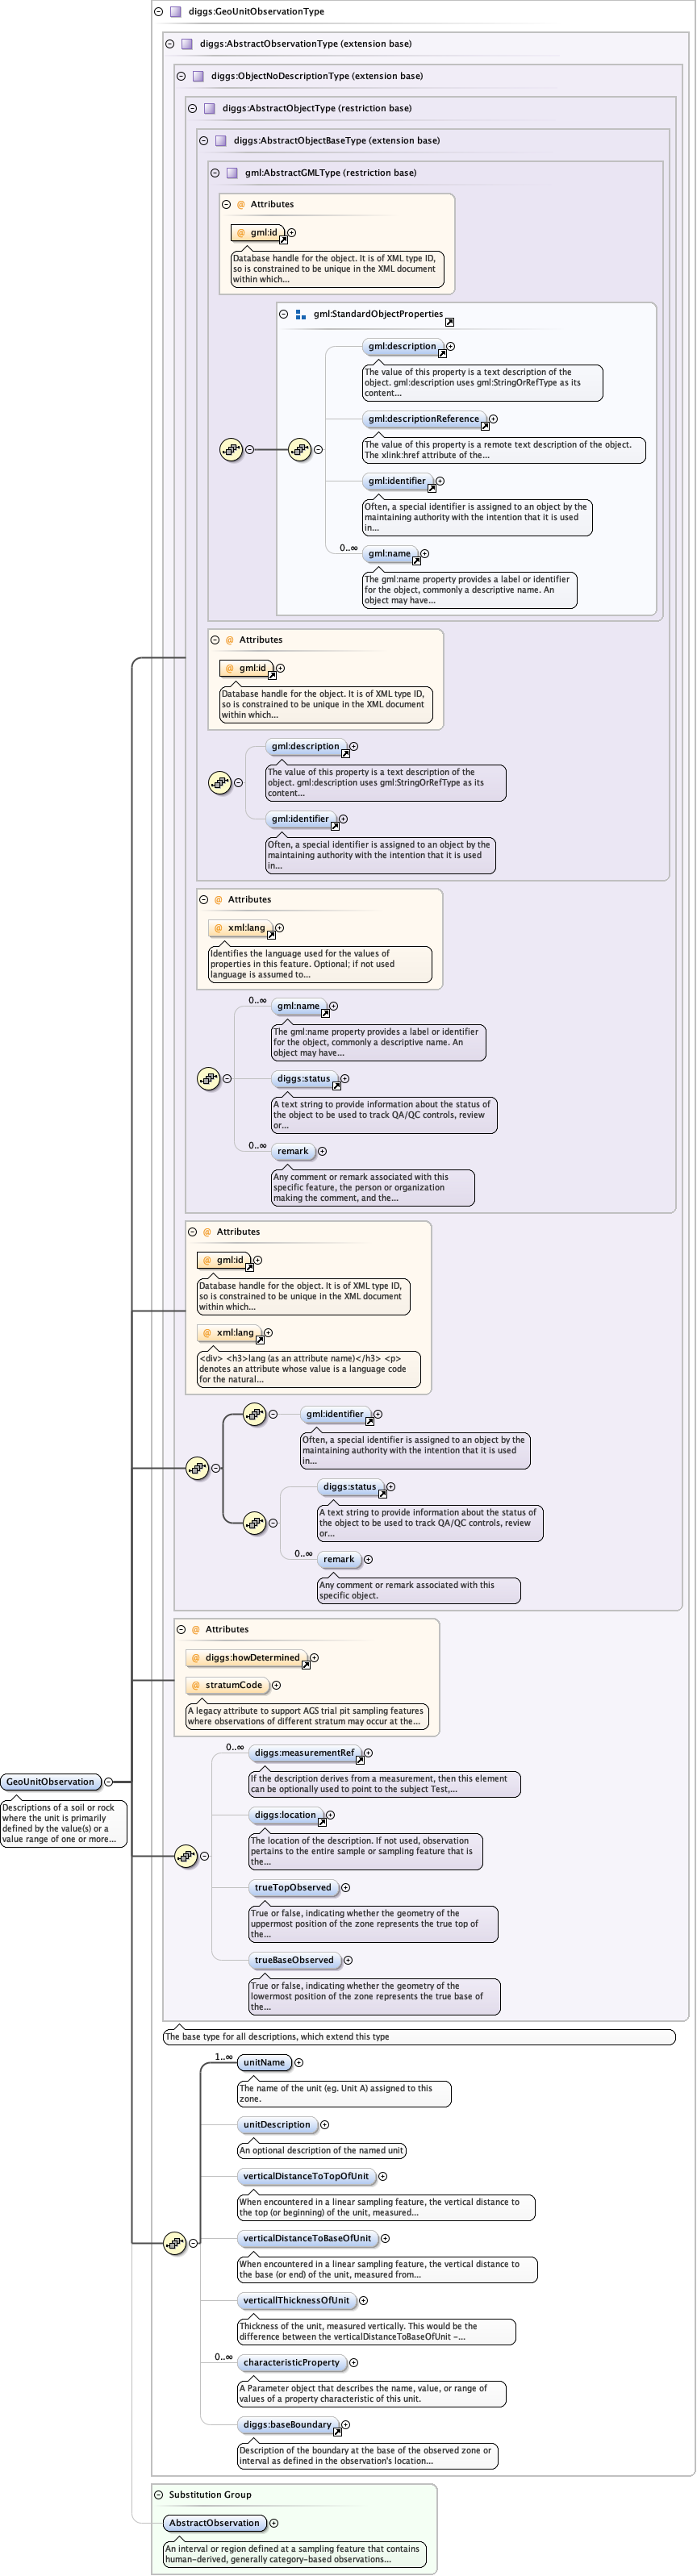 diggs:GeoUnitObservationType
diggs:AbstractObservationType (extension base)
diggs:ObjectNoDescriptionType (extension base)
diggs:AbstractObjectType (restriction base)
diggs:AbstractObjectBaseType (extension base)
gml:AbstractGMLType (restriction base)
@ Attributes
@ gml:id
Database handle for the object. It is of XML type ID,
so is constrained to be unique in the XML document
within which...
gml:StandardObjectProperties
gml:description
The value of this property is a text description of the
object. gml:description uses gml:StringOrRefType as its
content...
gml:descriptionReference
The value of this property is a remote text description of the object.
The xlink:href attribute of the...
gml:identifier
Often, a special identifier is assigned to an object by the
maintaining authority with the intention that it is used
in...
0..∞
gml:name
The gml:name property provides a label or identifier
for the object, commonly a descriptive name. An
object may have...
@ Attributes
@ gml:id
Database handle for the object. It is of XML type ID,
so is constrained to be unique in the XML document
within which...
gml:description
The value of this property is a text description of the
object. gml:description uses gml:StringOrRefType as its
content...
gml:identifier
Often, a special identifier is assigned to an object by the
maintaining authority with the intention that it is used
in...
@ Attributes
@ xml:lang
Identifies the language used for the values of
properties in this feature. Optional; if not used
language is assumed to...
0..∞
gml:name
The gml:name property provides a label or identifier
for the object, commonly a descriptive name. An
object may have...
diggs:status
A text string to provide information about the status of
the object to be used to track QA/QC controls, review
or...
0..∞
remark
Any comment or remark associated with this
specific feature, the person or organization
making the comment, and the...
@ Attributes
@ gml:id
Database handle for the object. It is of XML type ID,
so is constrained to be unique in the XML document
within which...
@ xml:lang
<div> <h3>lang (as an attribute name)</h3> <p>
denotes an attribute whose value is a language code
for the natural...
gml:identifier
Often, a special identifier is assigned to an object by the
maintaining authority with the intention that it is used
in...
diggs:status
A text string to provide information about the status of
the object to be used to track QA/QC controls, review
or...
0..∞
remark
Any comment or remark associated with this
specific object.
@ Attributes
@ diggs:howDetermined
@ stratumCode
A legacy attribute to support AGS trial pit sampling features
where observations of different stratum may occur at the...
0..∞
diggs:measurementRef
If the description derives from a measurement, then this element
can be optionally used to point to the subject Test,...
diggs:location
The location of the description. If not used, observation
pertains to the entire sample or sampling feature that is
the...
trueTopObserved
True or false, indicating whether the geometry of the
uppermost position of the zone represents the true top of
the...
trueBaseObserved
True or false, indicating whether the geometry of the
lowermost position of the zone represents the true base of
the...
GeoUnitObservation
Descriptions of a soil or rock
where the unit is primarily
defined by the value(s) or a
value range of one or more...
The base type for all descriptions, which extend this type
1..∞
unitName
The name of the unit (eg. Unit A) assigned to this
zone.
unitDescription
An optional description of the named unit
verticalDistanceToTopOfUnit
When encountered in a linear sampling feature, the vertical distance to
the top (or beginning) of the unit, measured...
verticalDistanceToBaseOfUnit
When encountered in a linear sampling feature, the vertical distance to
the base (or end) of the unit, measured from...
verticallThicknessOfUnit
Thickness of the unit, measured vertically. This would be the
difference between the verticalDistanceToBaseOfUnit -...
0..∞
characteristicProperty
A Parameter object that describes the name, value, or range of
values of a property characteristic of this unit.
diggs:baseBoundary
Description of the boundary at the base of the observed zone or
interval as defined in the observation's location...
Substitution Group
AbstractObservation
An interval or region defined at a sampling feature that contains
human-derived, generally category-based observations...